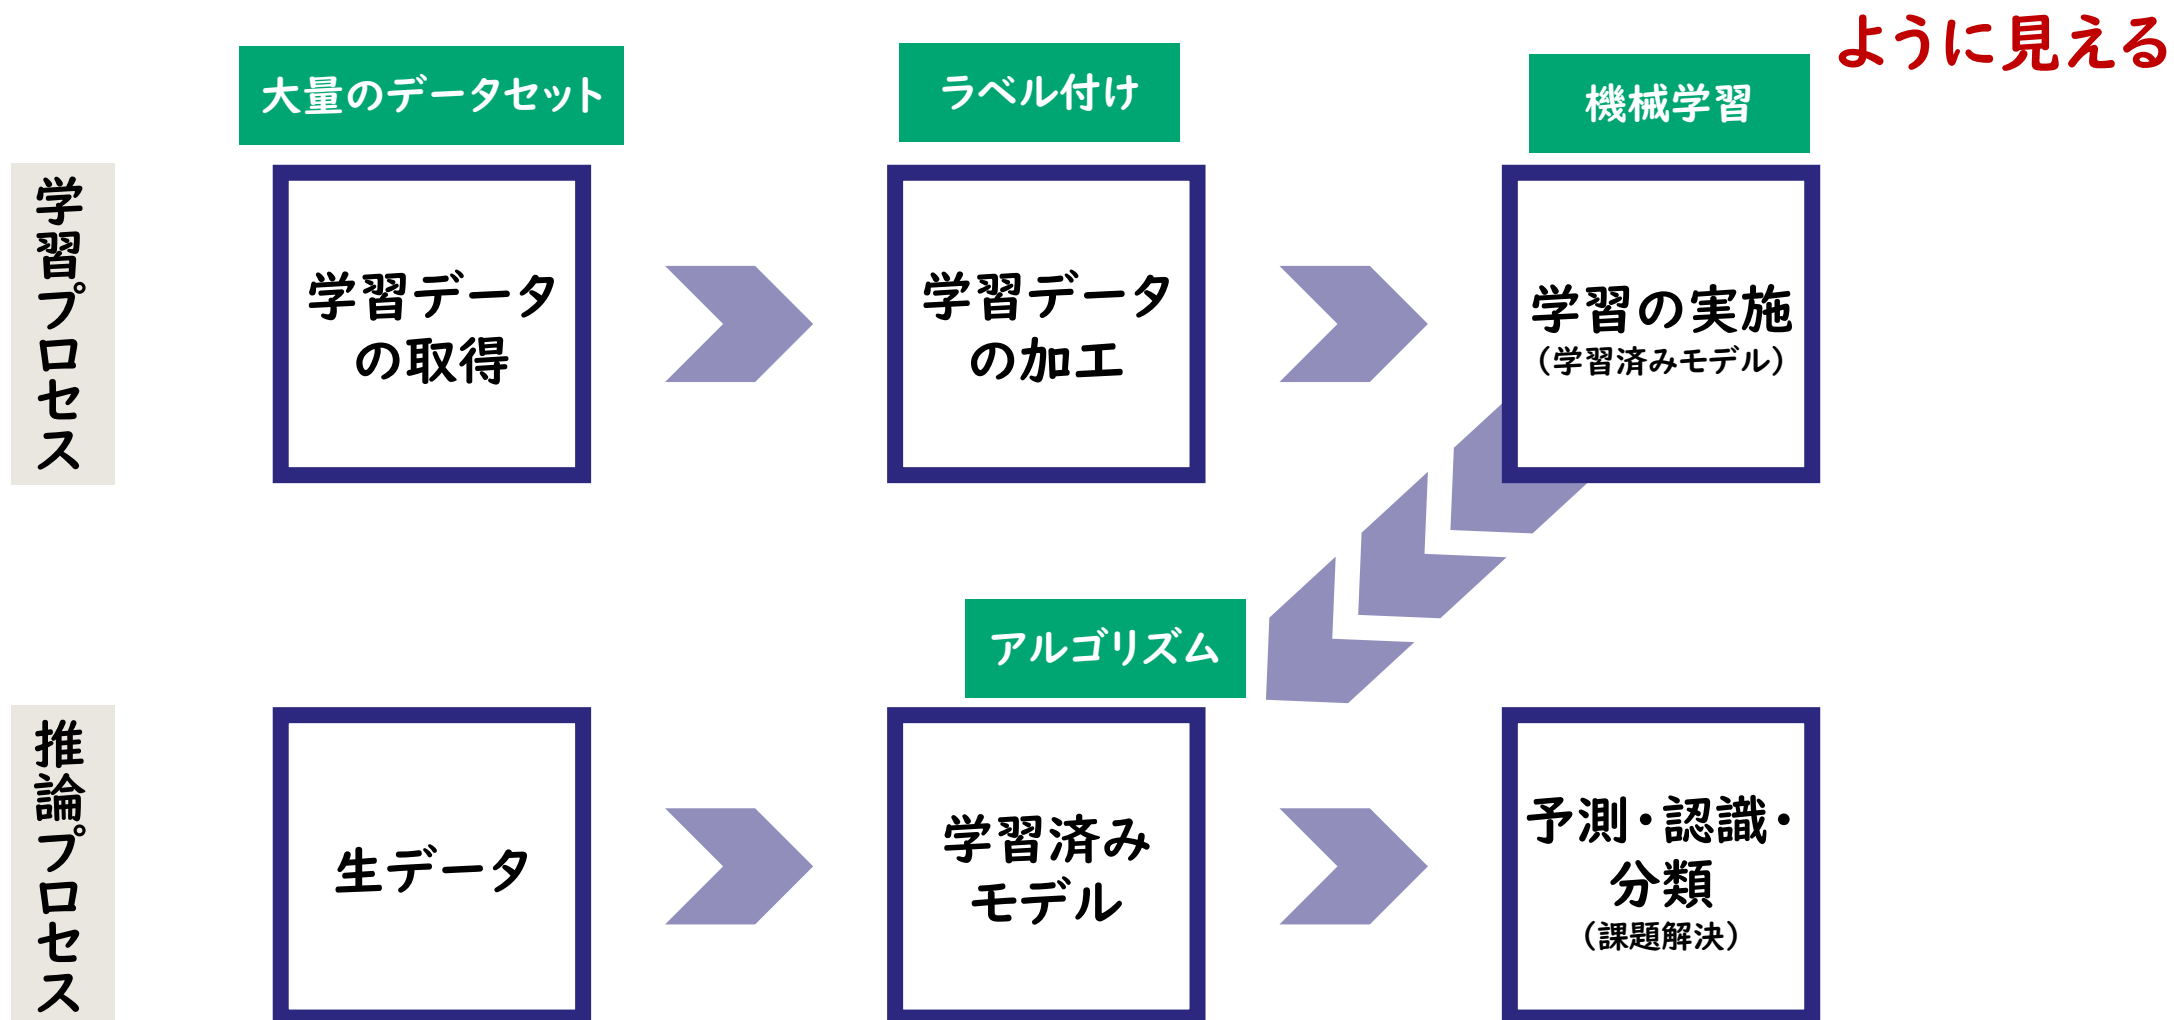 ように見える
大量のデータセット
ラベル付け
機械学習
学習プロセス
学習データ
の取得
学習データ
の加工
学習の実施
（学習済みモデル）
アルゴリズム
推論プロセス
生データ
学習済み
モデル
予測・認識・
分類
（課題解決）